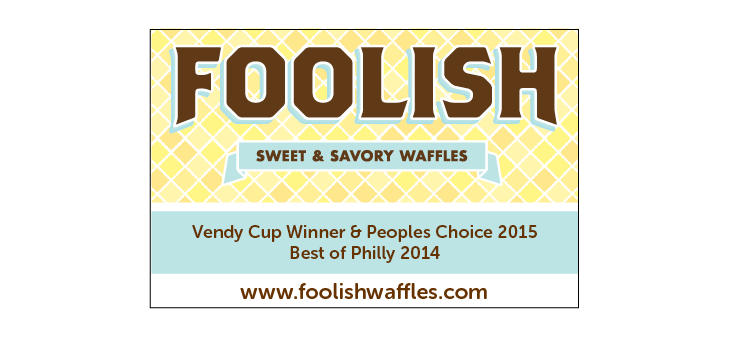 FOOLISH
SWEET & SAVORY WAFFLES
Vendy Cup Winner & Peoples Choice 2015
Best of Philly 2014
www.foolishwaffles.com